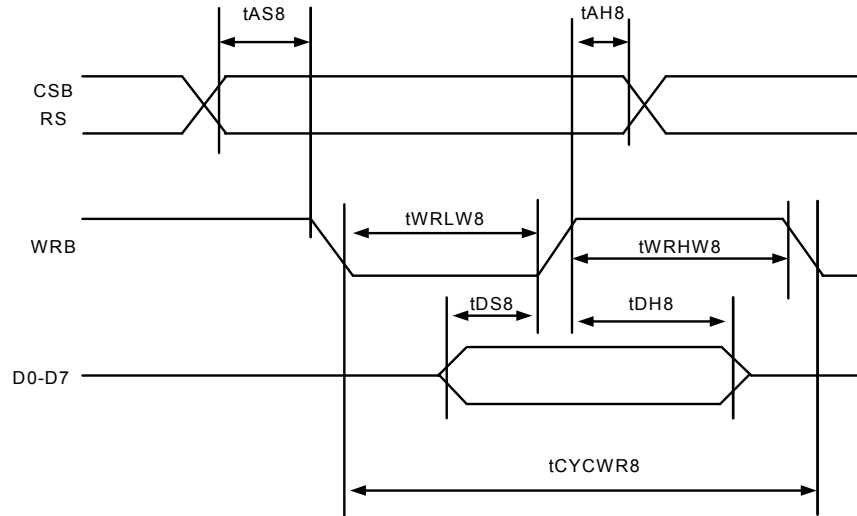 tAS8
tAH8
CSB
RS
tWRLW8
WRB
tWRHW8
tDS8
tDH8
D0-D7
tCYCWR8